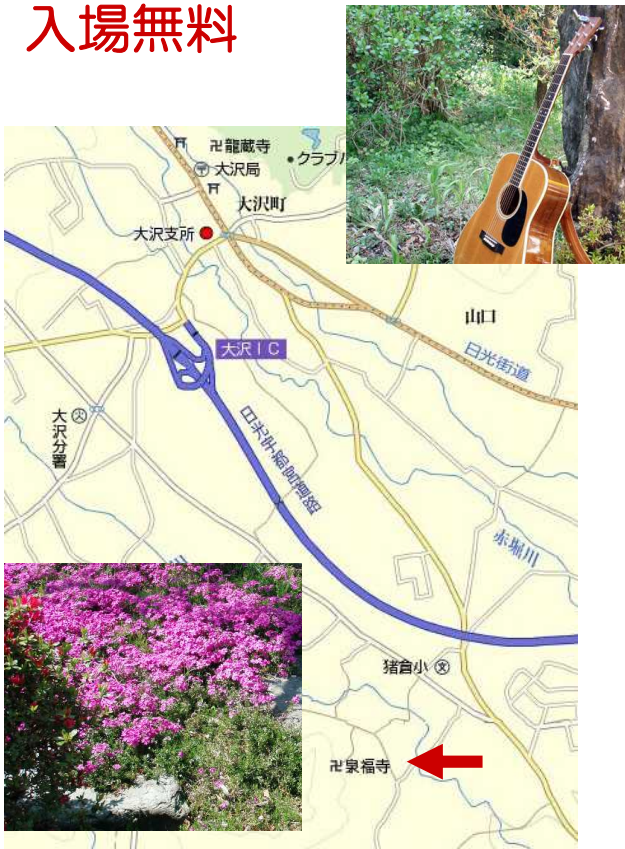 入場無料
卍龍蔵寺
大沢局
クラブハ
大沢町
大沢支所
山口
大沢IC
日光街道
大沢分署
日光宇都宮道路
赤堀川
川
猪倉小
卍泉福寺